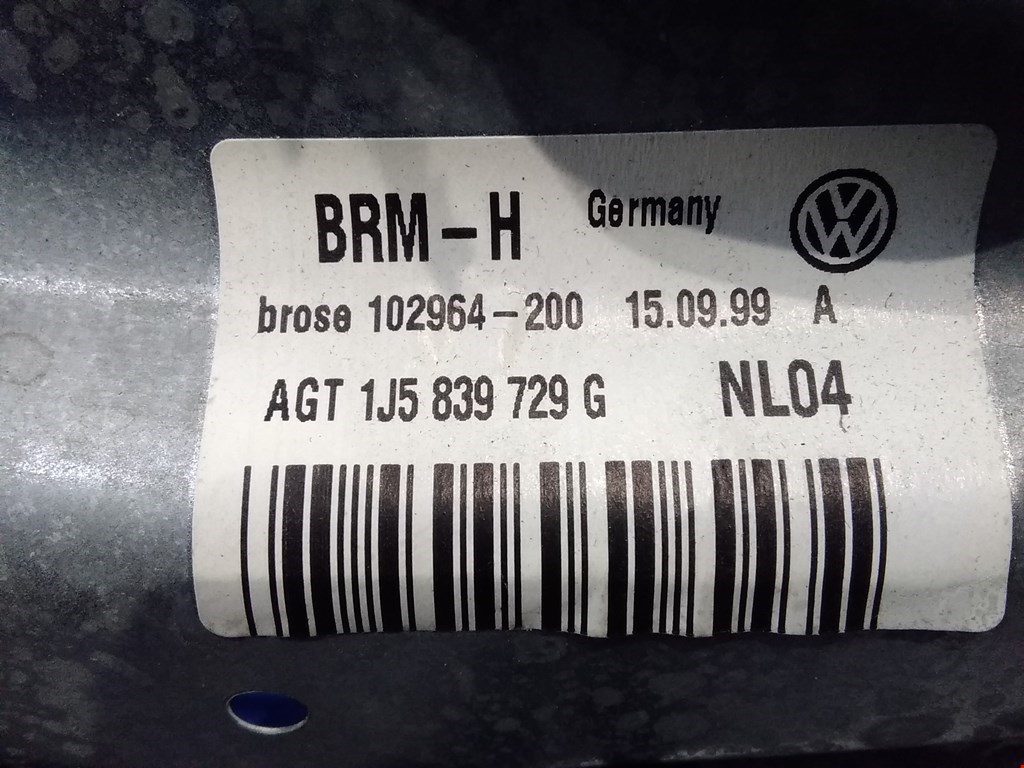 BRM-H Germany
brose 102964-200 15.09.99 A
AGT 1J5 839 729 G NL04